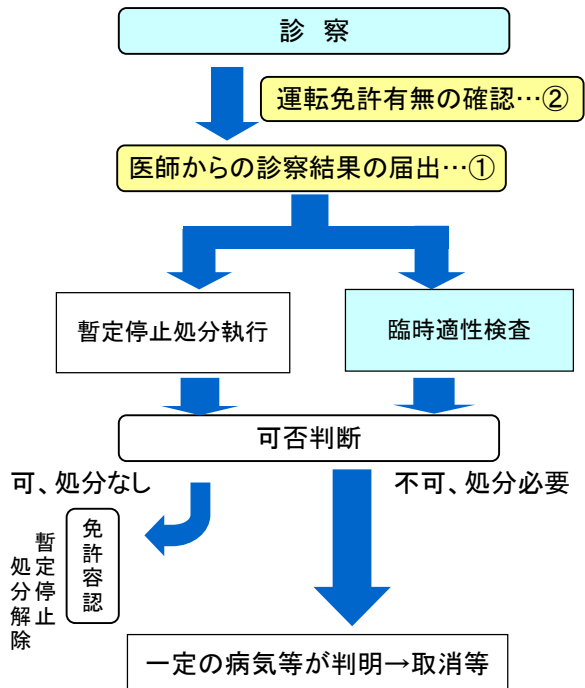 診 察
運転免許有無の確認…②
医師からの診察結果の届出…①
暫定停止処分執行
臨時適性検査
可否判断
可、処分なし
不可、処分必要
免許容認
暫定停止
処分解除
一定の病気等が判明→取消等